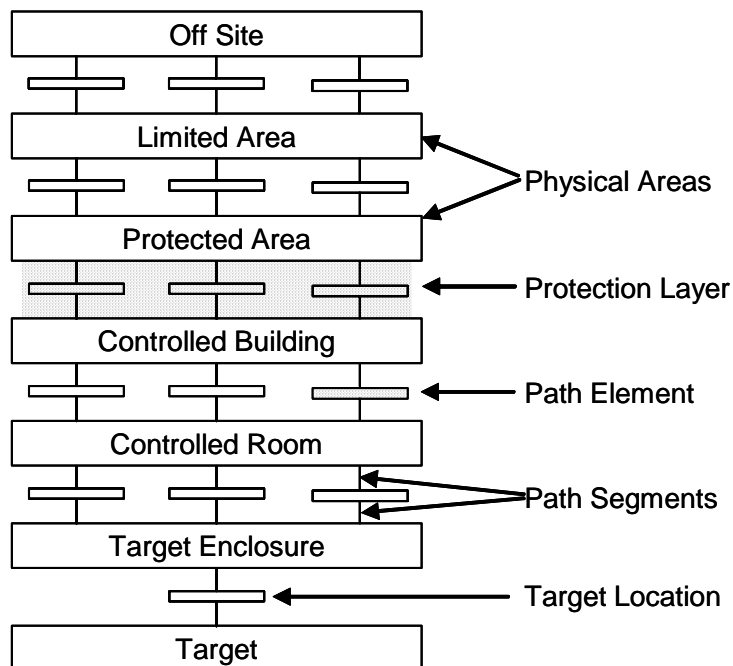 Off Site
Limited Area
Physical Areas
Protected Area
Protection Layer
Controlled Building
Path Element
Controlled Room
Path Segments
Target Enclosure
Target Location
Target